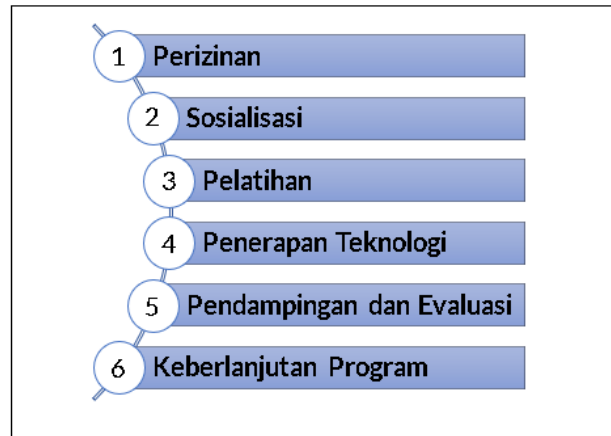 1 Perizinan
2 Sosialisasi
3 Pelatihan
4 Penerapan Teknologi
5 Pendampingan dan Evaluasi
6 Keberlanjutan Program